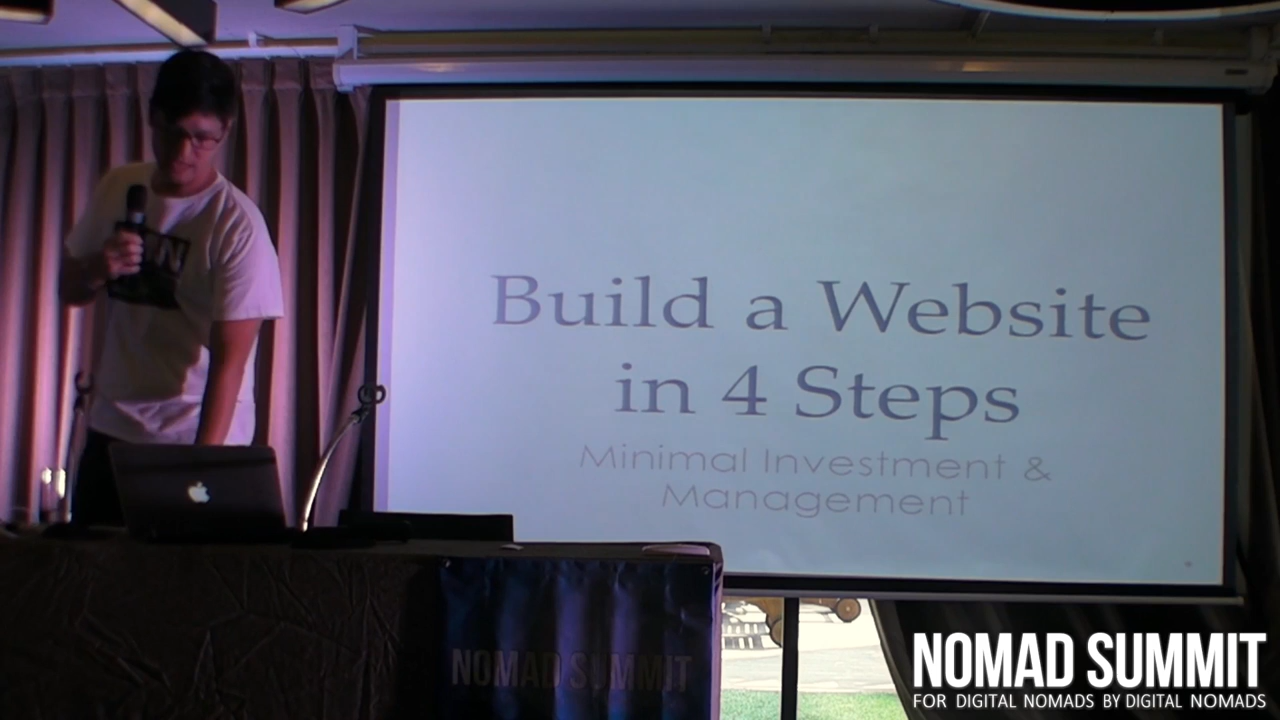 Build a Website
in 4 Steps
Minimal Investment &
Management
NOMAD SUMMIT
NOMAD SUMMIT
FOR DIGITAL NOMADS BY DIGITAL NOMADS